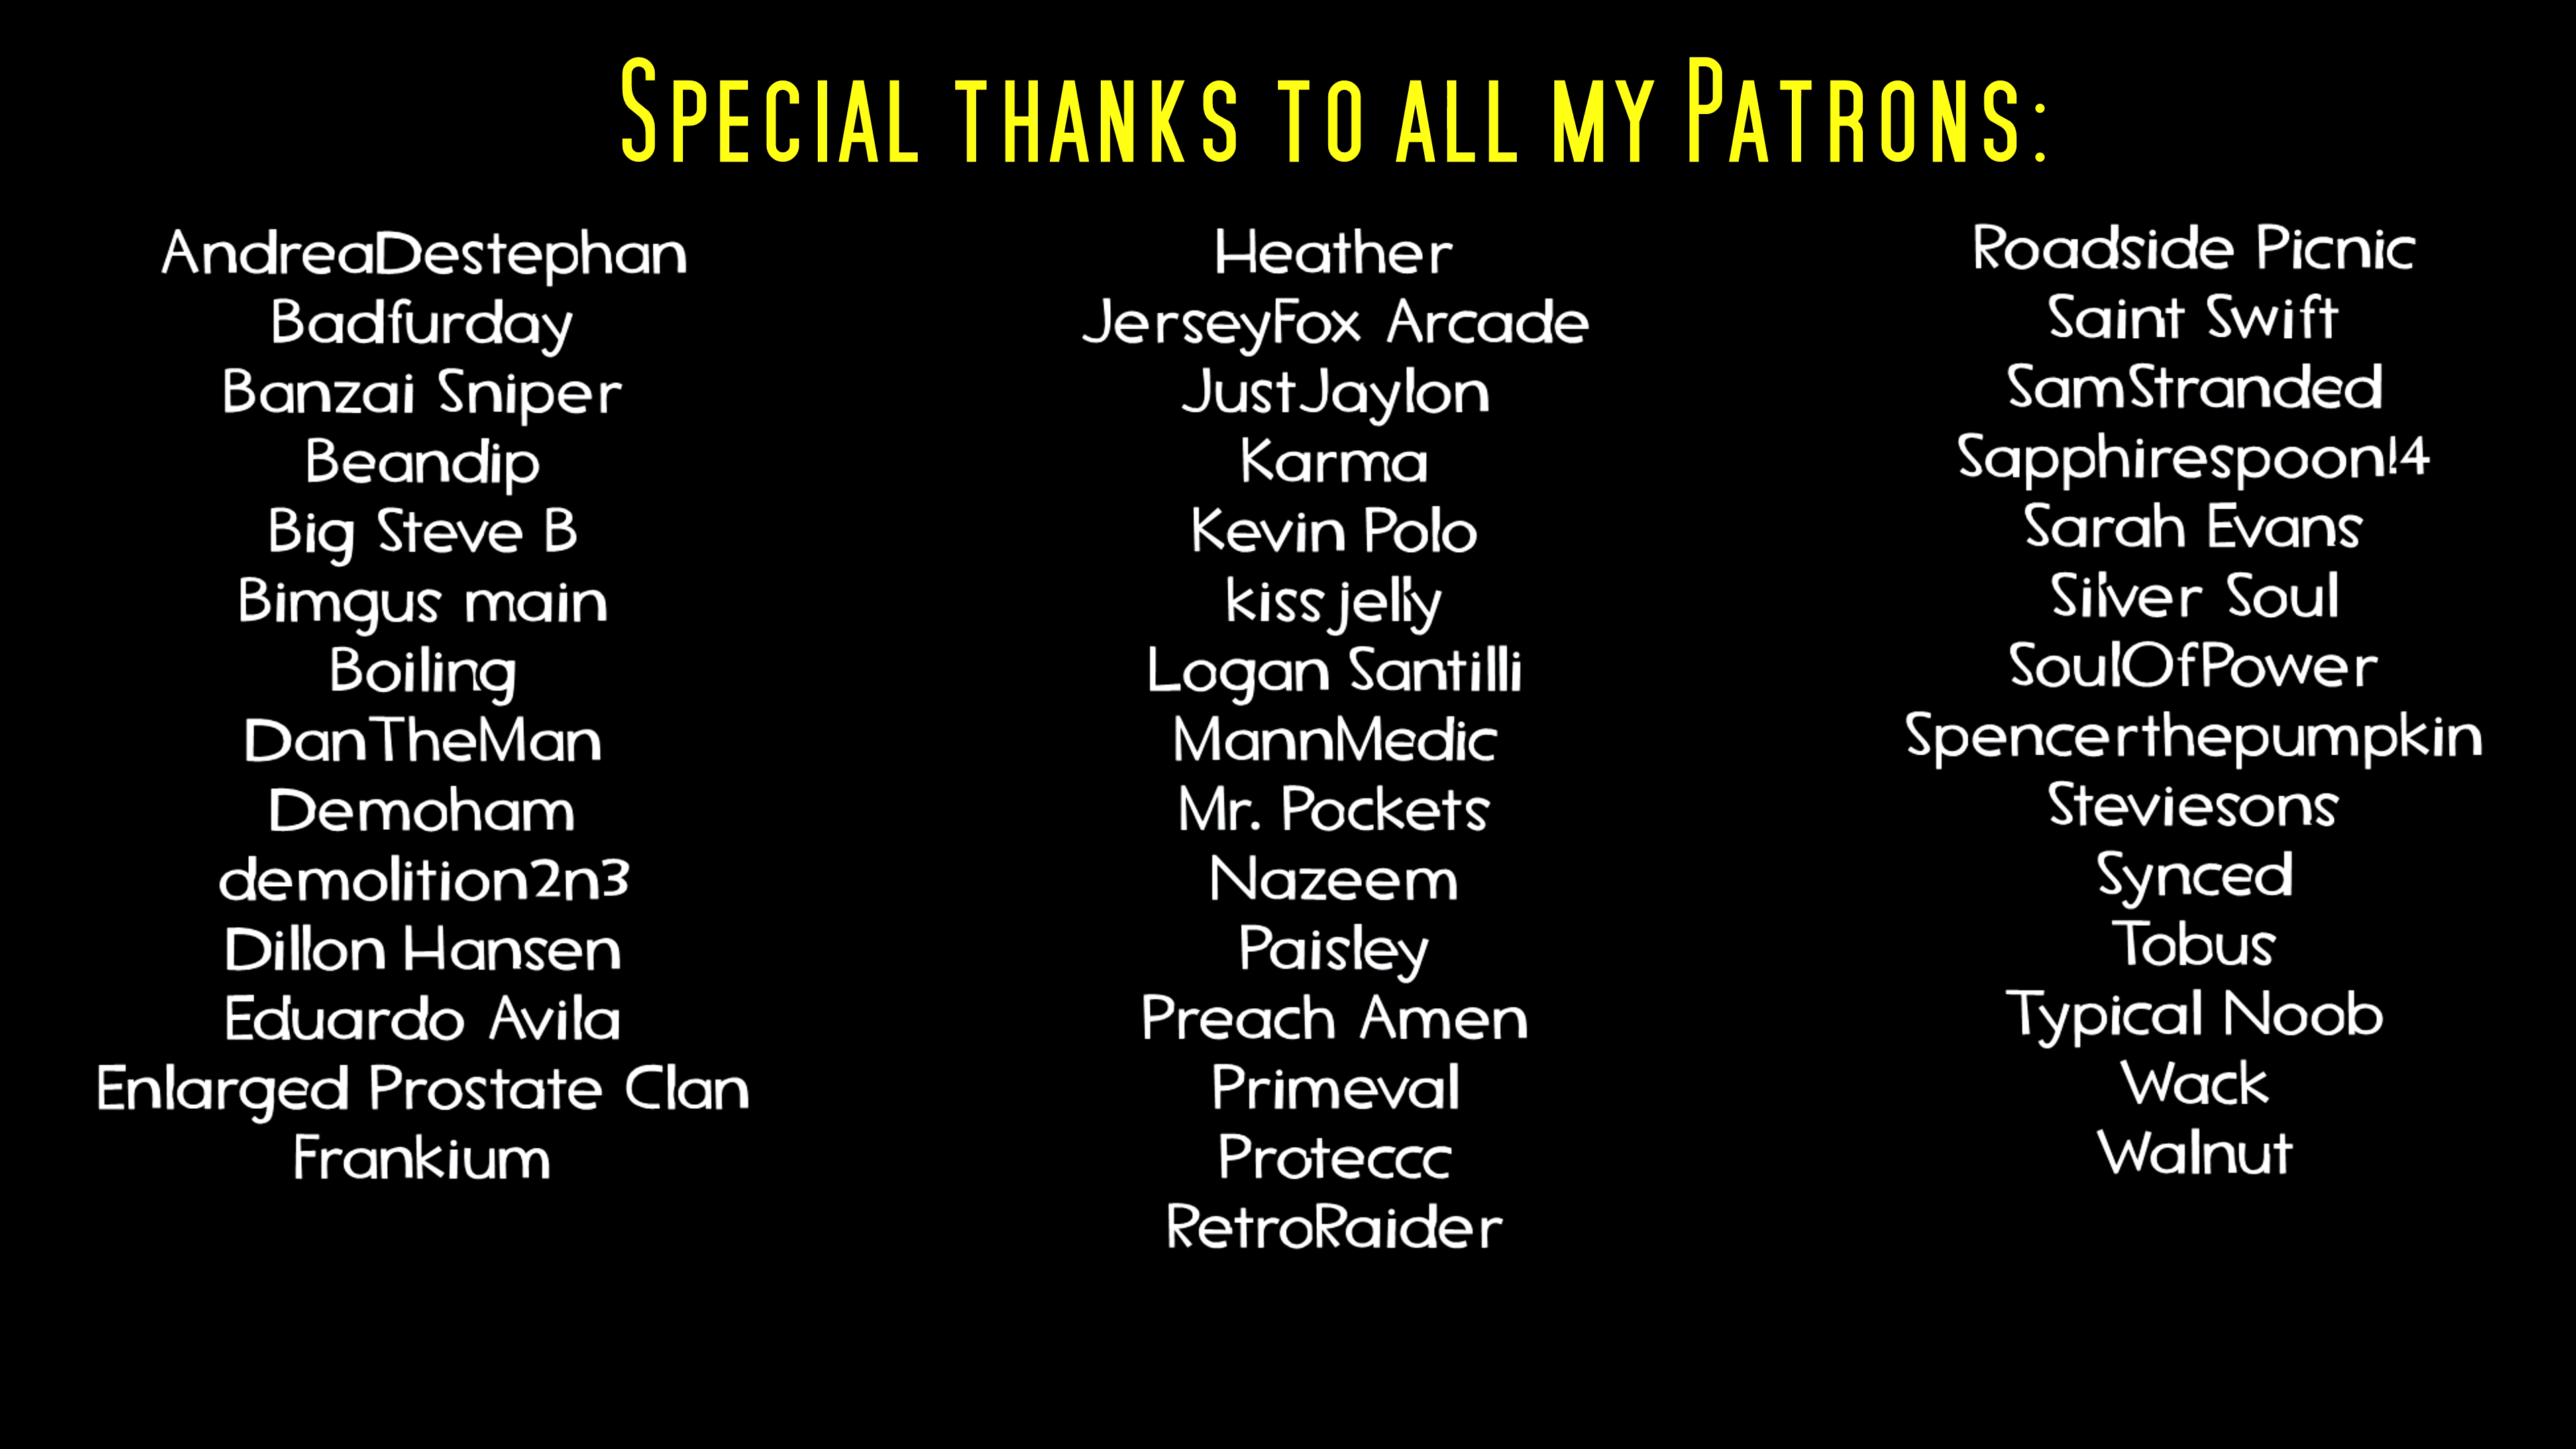 Special thanks to all my Patrons:
AndreaDestephan
Badfurday
Banzai Sniper
Beandip
Big Steve B
Bimgus main
Boiling
DanTheMan
Demoham
demolition2n3
Dillon Hansen
Eduardo Avila
Enlarged Prostate Clan
Frankium
Heather
JerseyFox Arcade
JustJaylon
Karma
Kevin Polo
kiss jelly
Logan Santilli
MannMedic
Mr. Pockets
Nazeem
Paisley
Preach Amen
Primeval
Proteccc
RetroRaider
Roadside Picnic
Saint Swift
SamStranded
Sapphirespoon14
Sarah Evans
Silver Soul
SoulOfPower
Spencerthepumpkin
Steviesons
Synced
Tobus
Typical Noob
Wack
Walnut